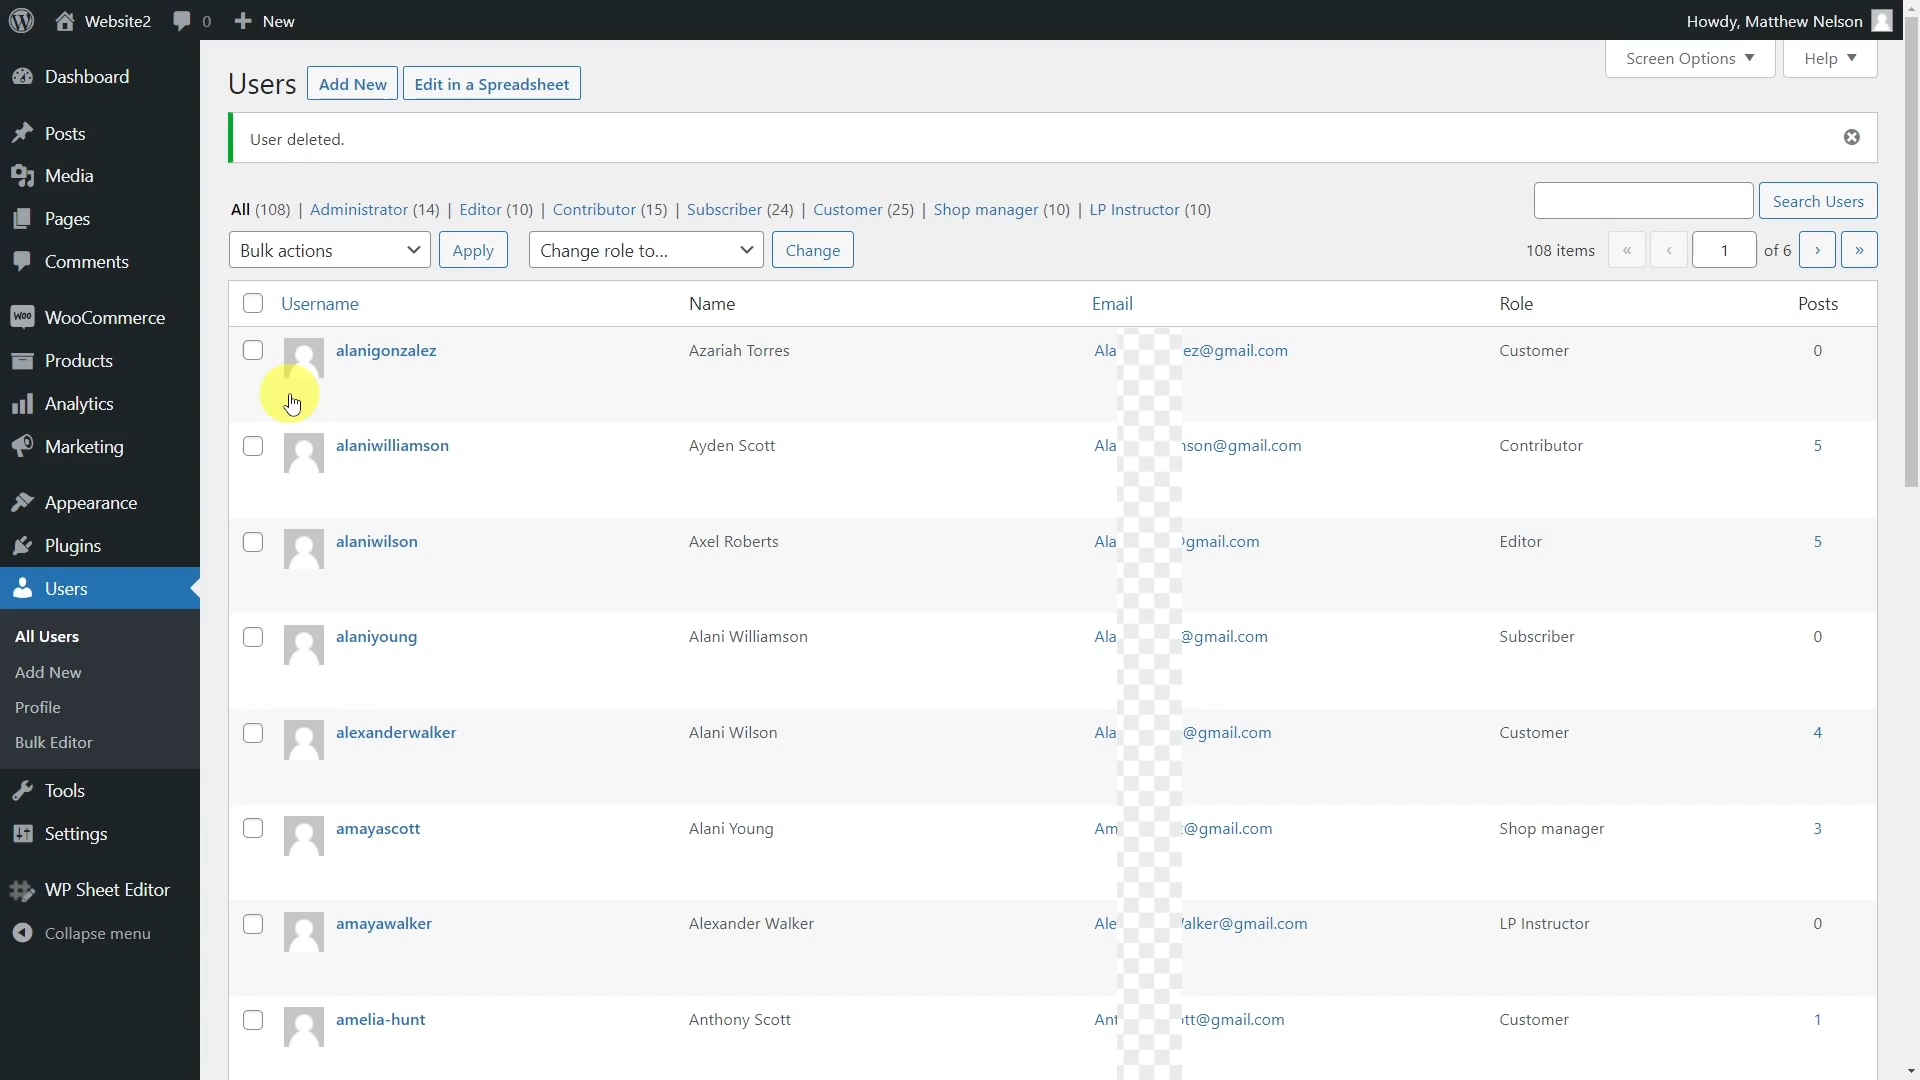 Website2 0 New Howdy, Matthew Nelson
Dashboard
Posts
Media
Pages
Comments
WooCommerce
Products
Analytics
Marketing
Appearance
Plugins
Users
All Users
Add New
Profile
Bulk Editor
Tools
Settings
WP Sheet Editor
Collapse menu
Screen Options Help
Users Add New Edit in a Spreadsheet
User deleted.
All (108) | Administrator (14) | Editor (10) | Contributor (15) | Subscriber (24) | Customer (25) | Shop manager (10) | LP Instructor (10)
Search Users
Bulk actions Apply Change role to... Change 108 items « ‹ 1 of 6 › »
Username Name Email Role Posts
alanigonzalez Azariah Torres Ala ez@gmail.com Customer 0
alaniwilliamson Ayden Scott Ala nson@gmail.com Contributor 5
alaniwilson Axel Roberts Ala @gmail.com Editor 5
alaniyoung Alani Williamson Ala @gmail.com Subscriber 0
alexanderwalker Alani Wilson Ala @gmail.com Customer 4
amayascott Alani Young Am @gmail.com Shop manager 3
amayawalker Alexander Walker Ale alker@gmail.com LP Instructor 0
amelia-hunt Anthony Scott Ant tt@gmail.com Customer 1